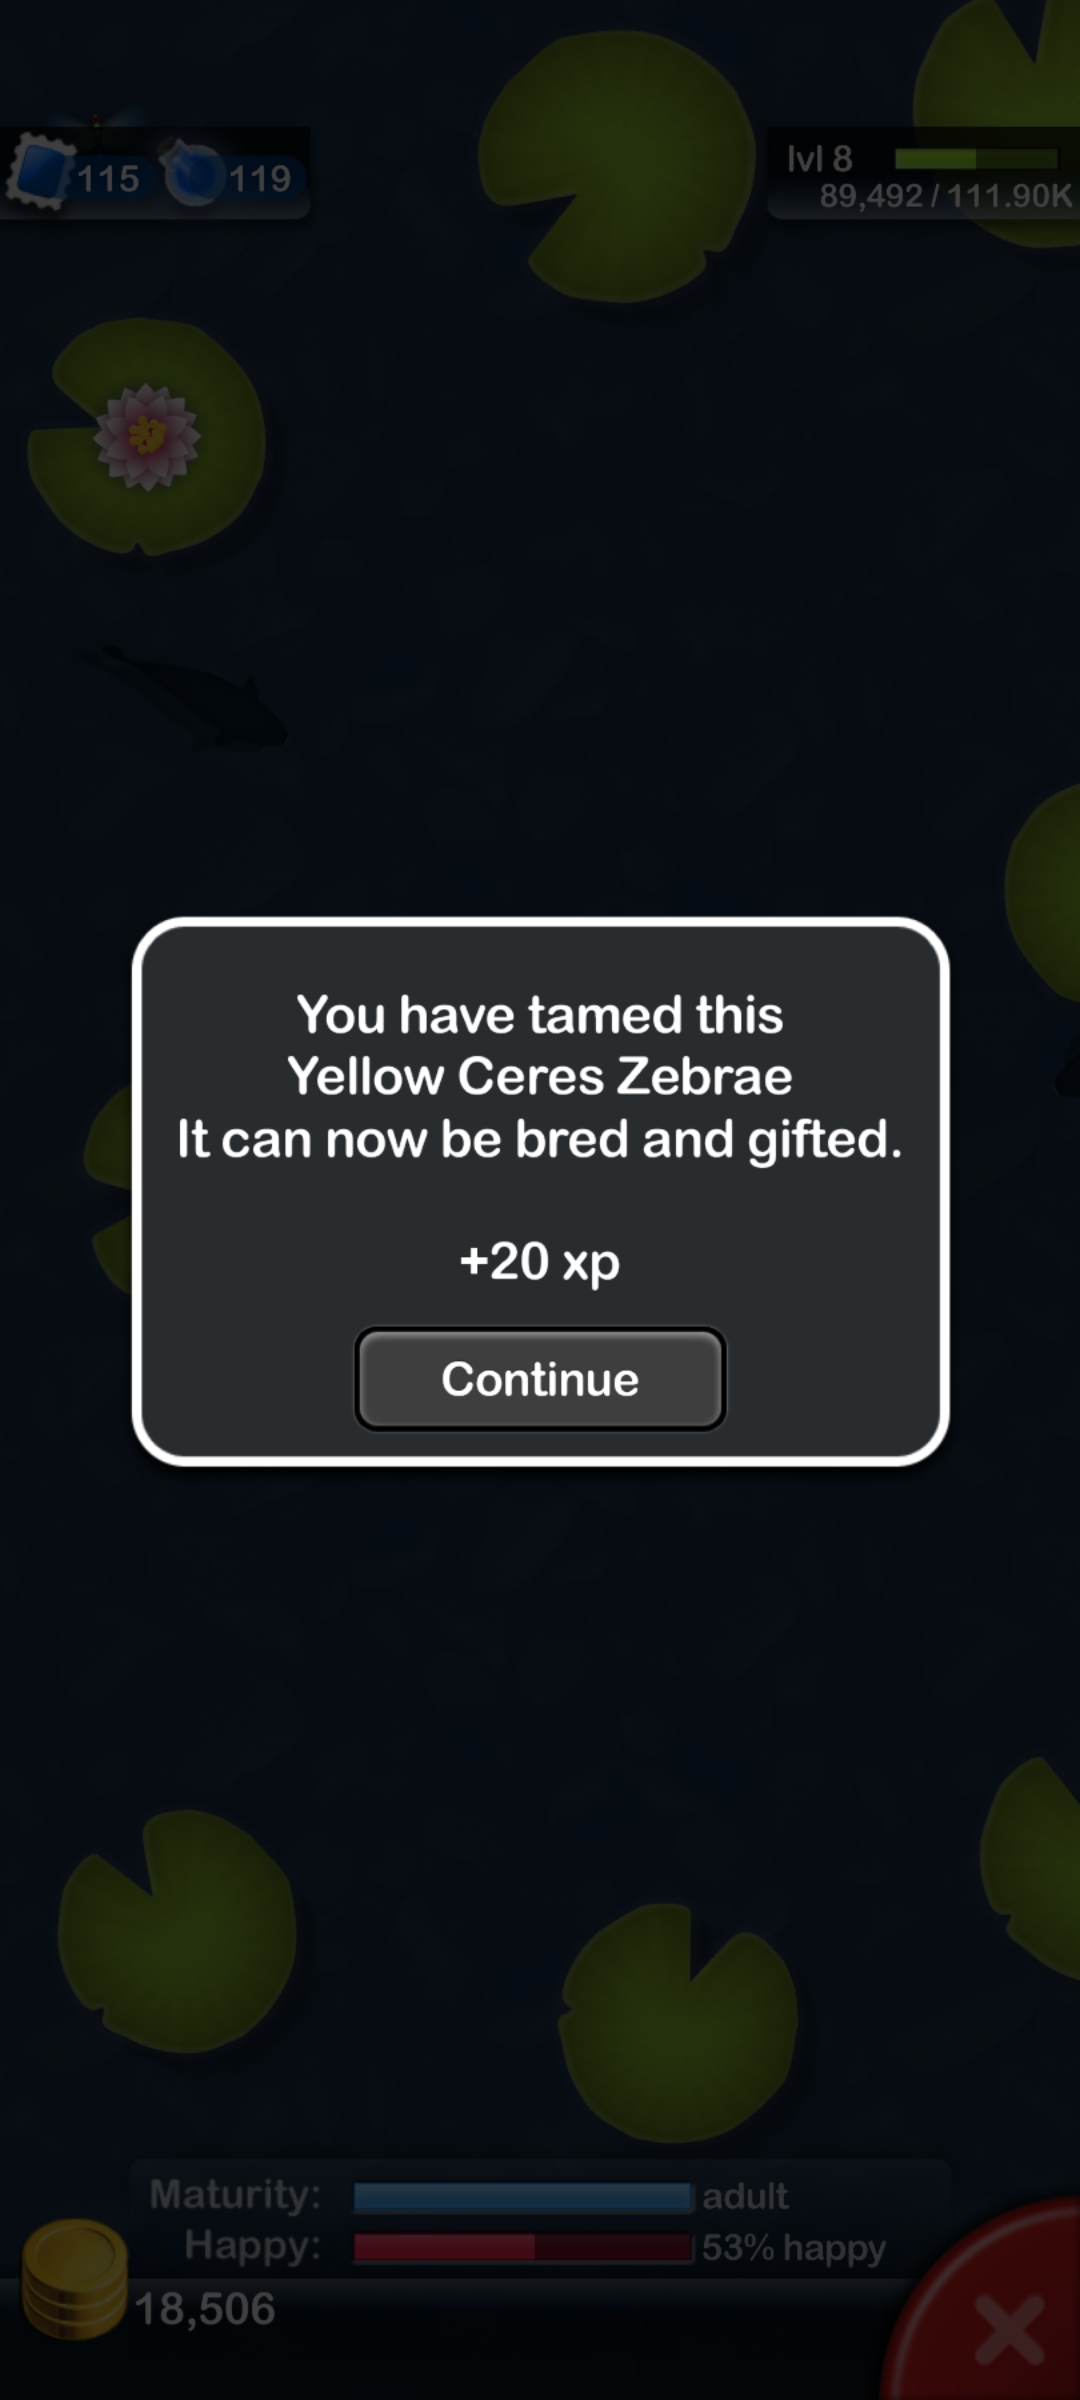 115 119
lvl 8
89,492 / 111.90K
You have tamed this
Yellow Ceres Zebrae
It can now be bred and gifted.
+20 xp
Continue
Maturity: adult
Happy: 53% happy
18,506